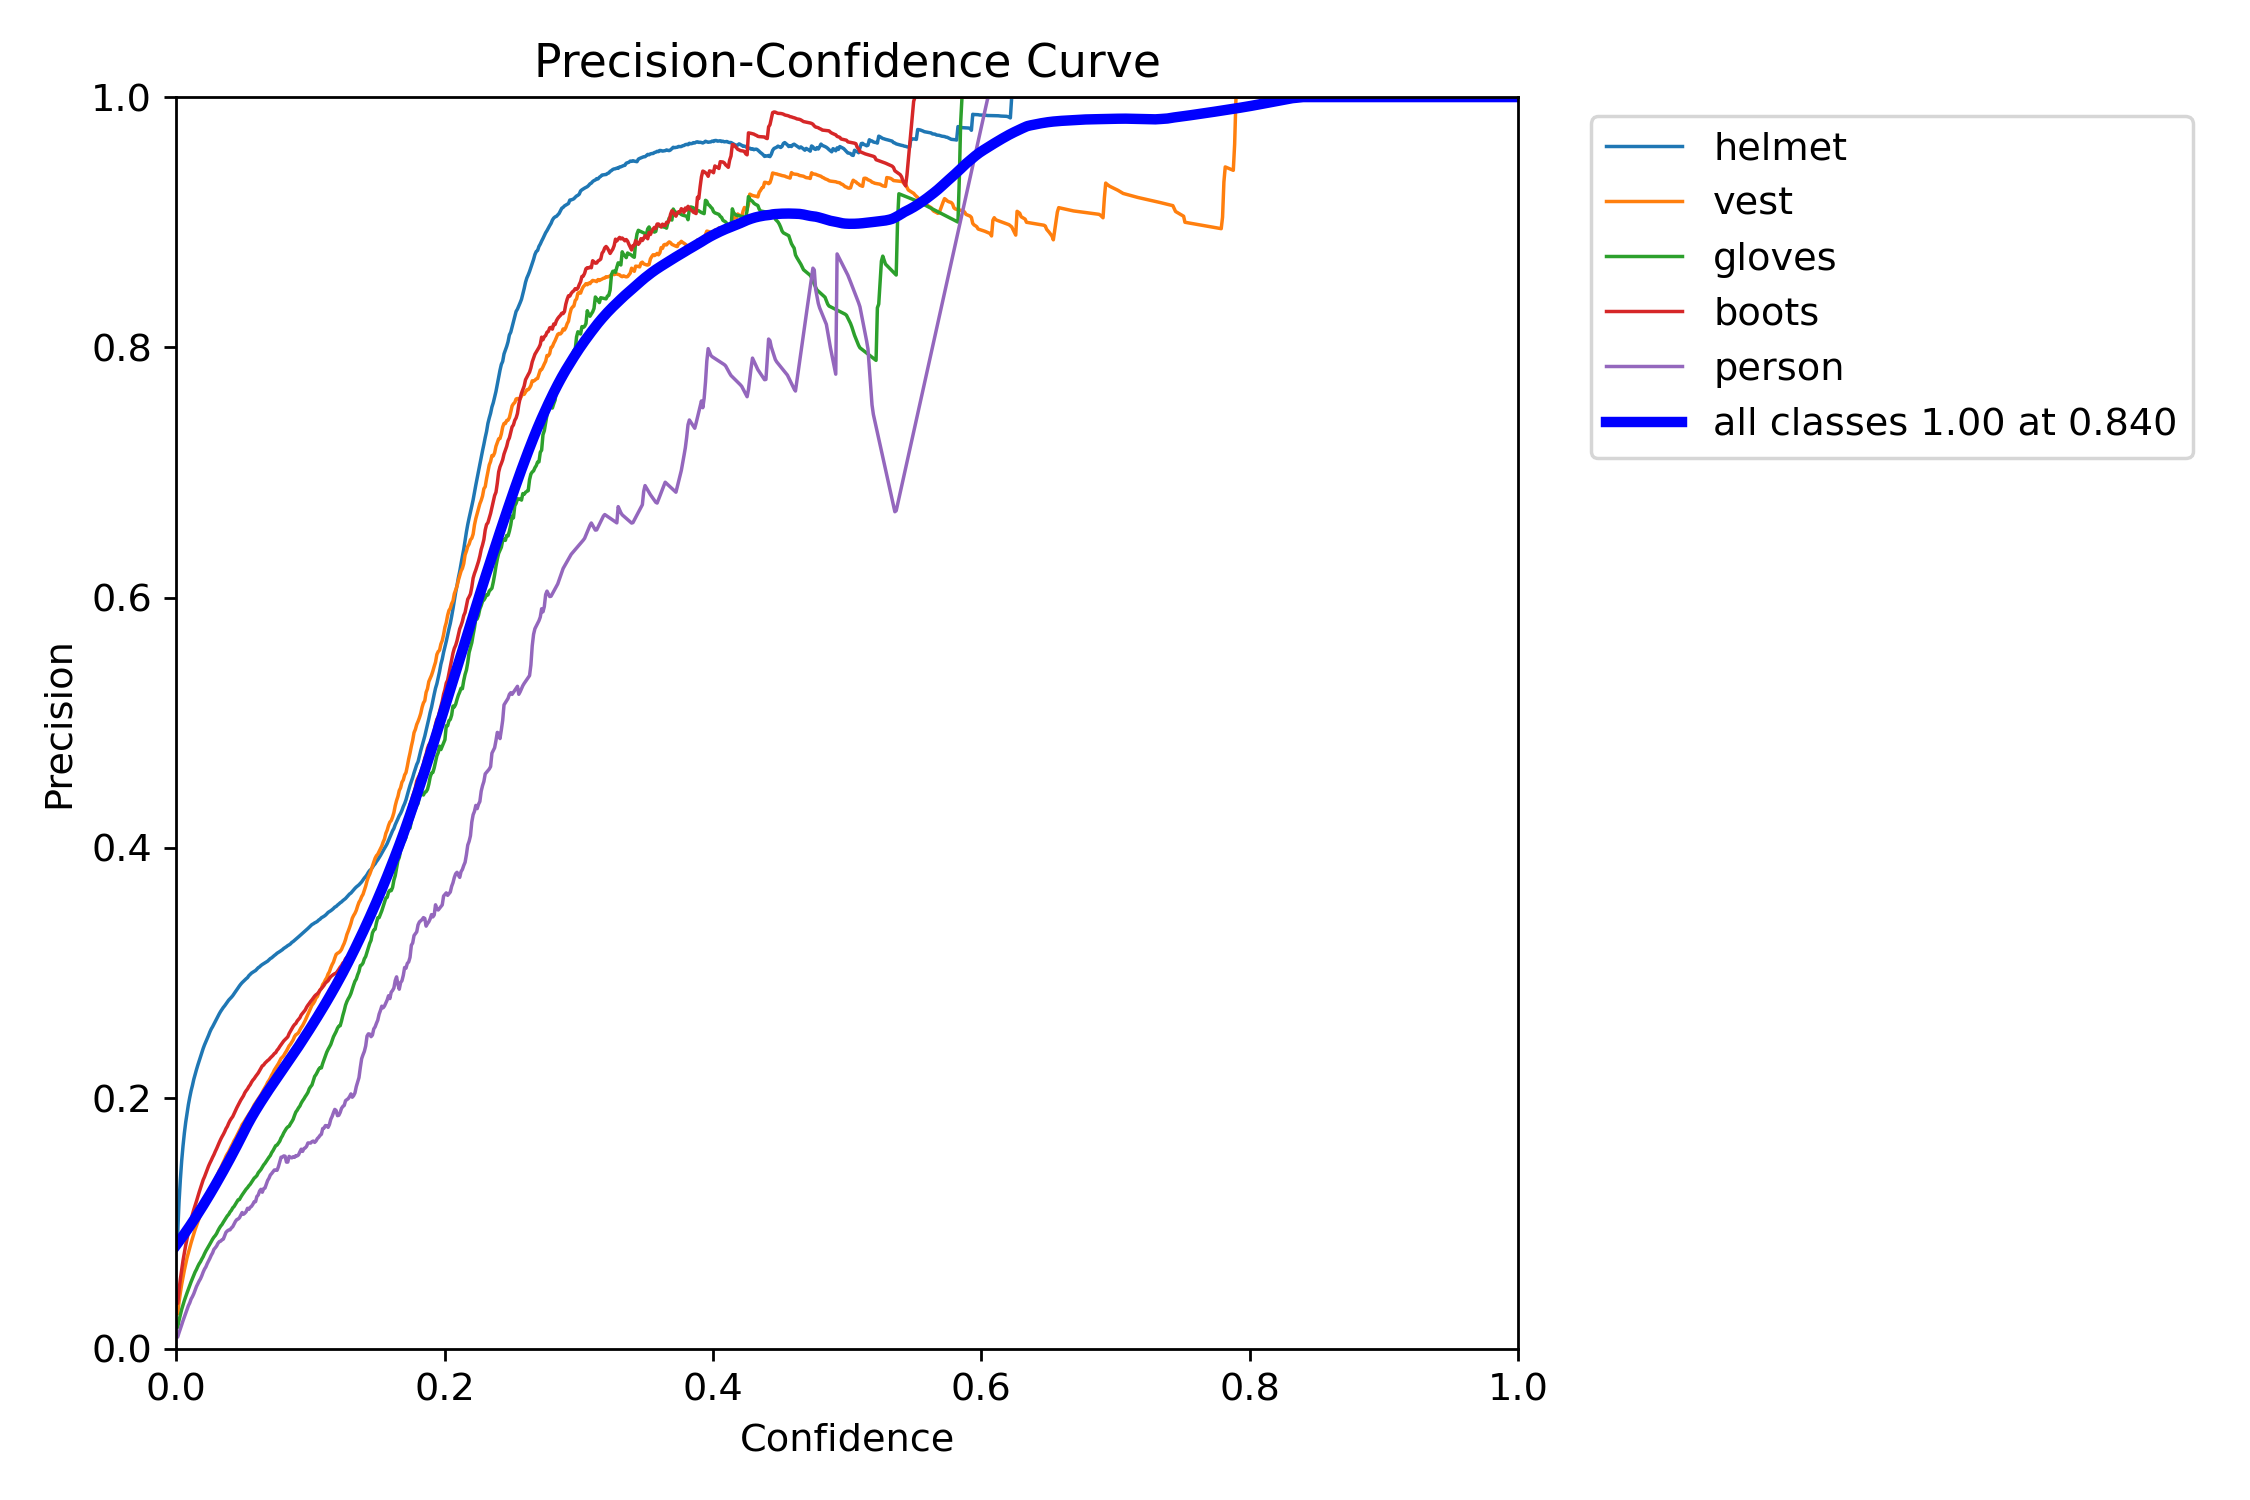 Precision-Confidence Curve
1.0
0.8
0.6
0.4
0.2
0.0
Precision
0.0 0.2 0.4 0.6 0.8 1.0
Confidence
helmet
vest
gloves
boots
person
all classes 1.00 at 0.840